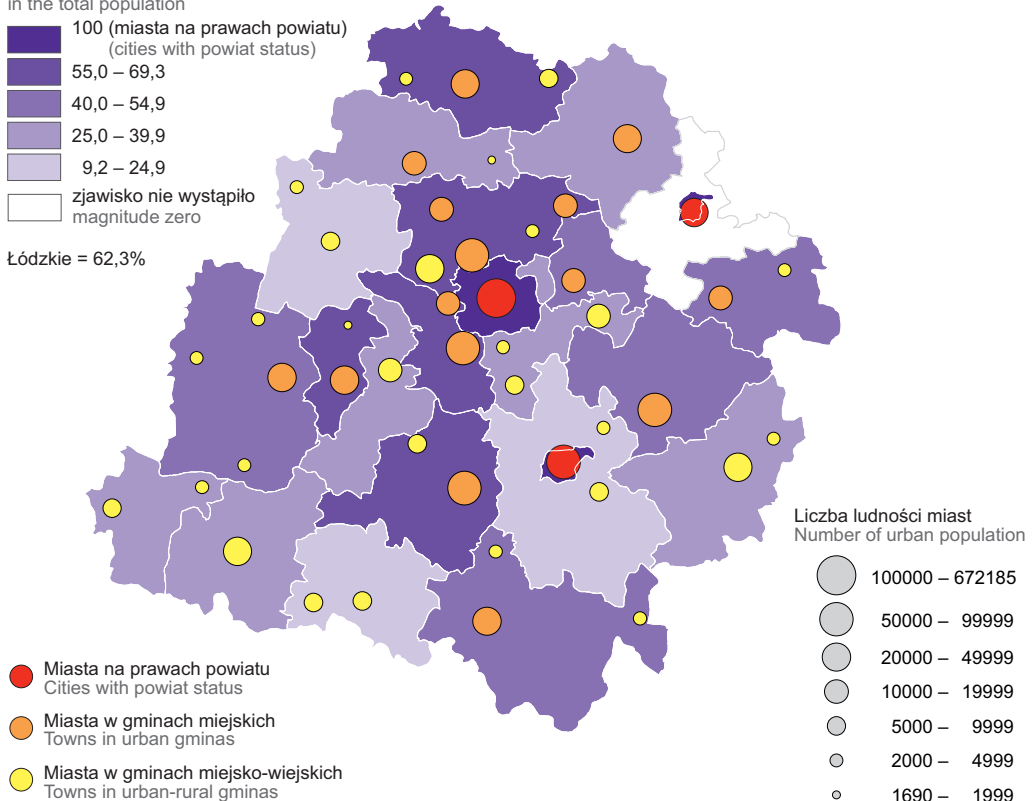 in the total population
100 (miasta na prawach powiatu)
(cities with powiat status)
55,0 – 69,3
40,0 – 54,9
25,0 – 39,9
9,2 – 24,9
zjawisko nie wystąpiło
magnitude zero
Łódzkie = 62,3%
Liczba ludności miast
Number of urban population
100000 – 672185
50000 – 99999
20000 – 49999
10000 – 19999
5000 – 9999
2000 – 4999
1690 – 1999
Miasta na prawach powiatu
Cities with powiat status
Miasta w gminach miejskich
Towns in urban gminas
Miasta w gminach miejsko-wiejskich
Towns in urban-rural gminas